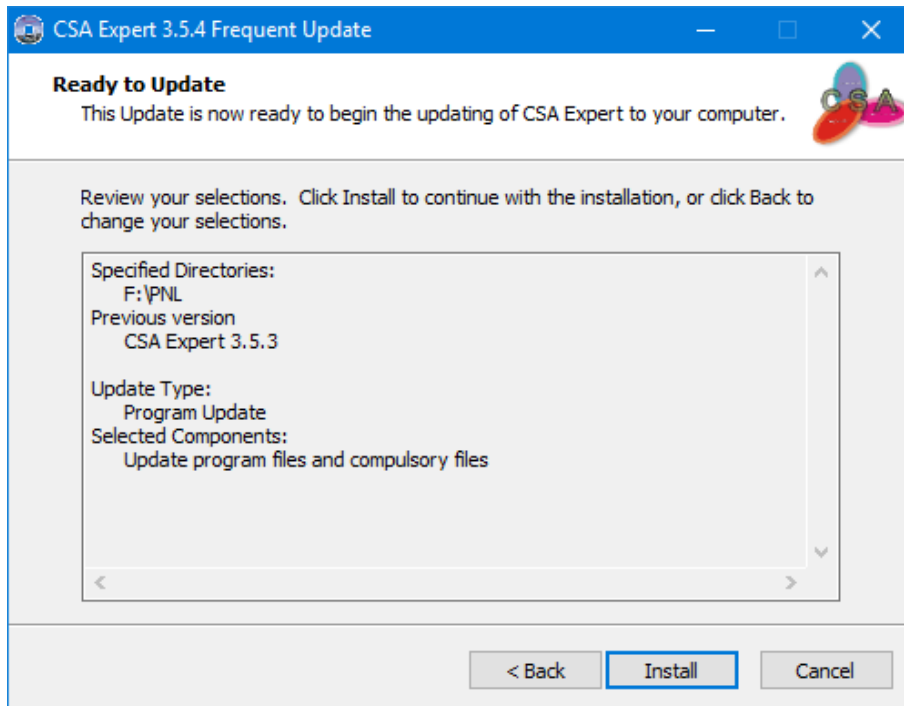 CSA Expert 3.5.4 Frequent Update
Ready to Update
This Update is now ready to begin the updating of CSA Expert to your computer.
CSA
Review your selections. Click Install to continue with the installation, or click Back to
change your selections.
Specified Directories:
F:\PNL
Previous version
CSA Expert 3.5.3
Update Type:
Program Update
Selected Components:
Update program files and compulsory files
< Back
Install
Cancel